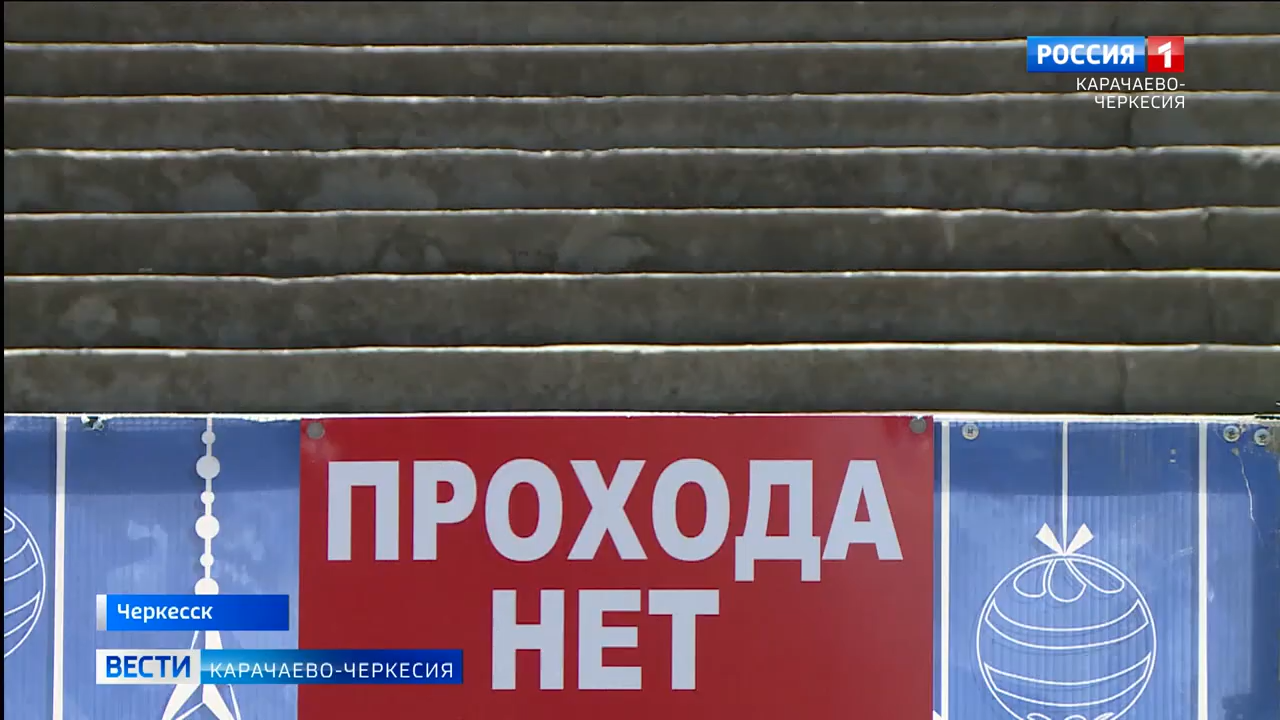 РОССИЯ 1
КАРАЧАЕВО-
ЧЕРКЕСИЯ
ПРОХОДА
НЕТ
Черкесск
ВЕСТИ КАРАЧАЕВО-ЧЕРКЕСИЯ